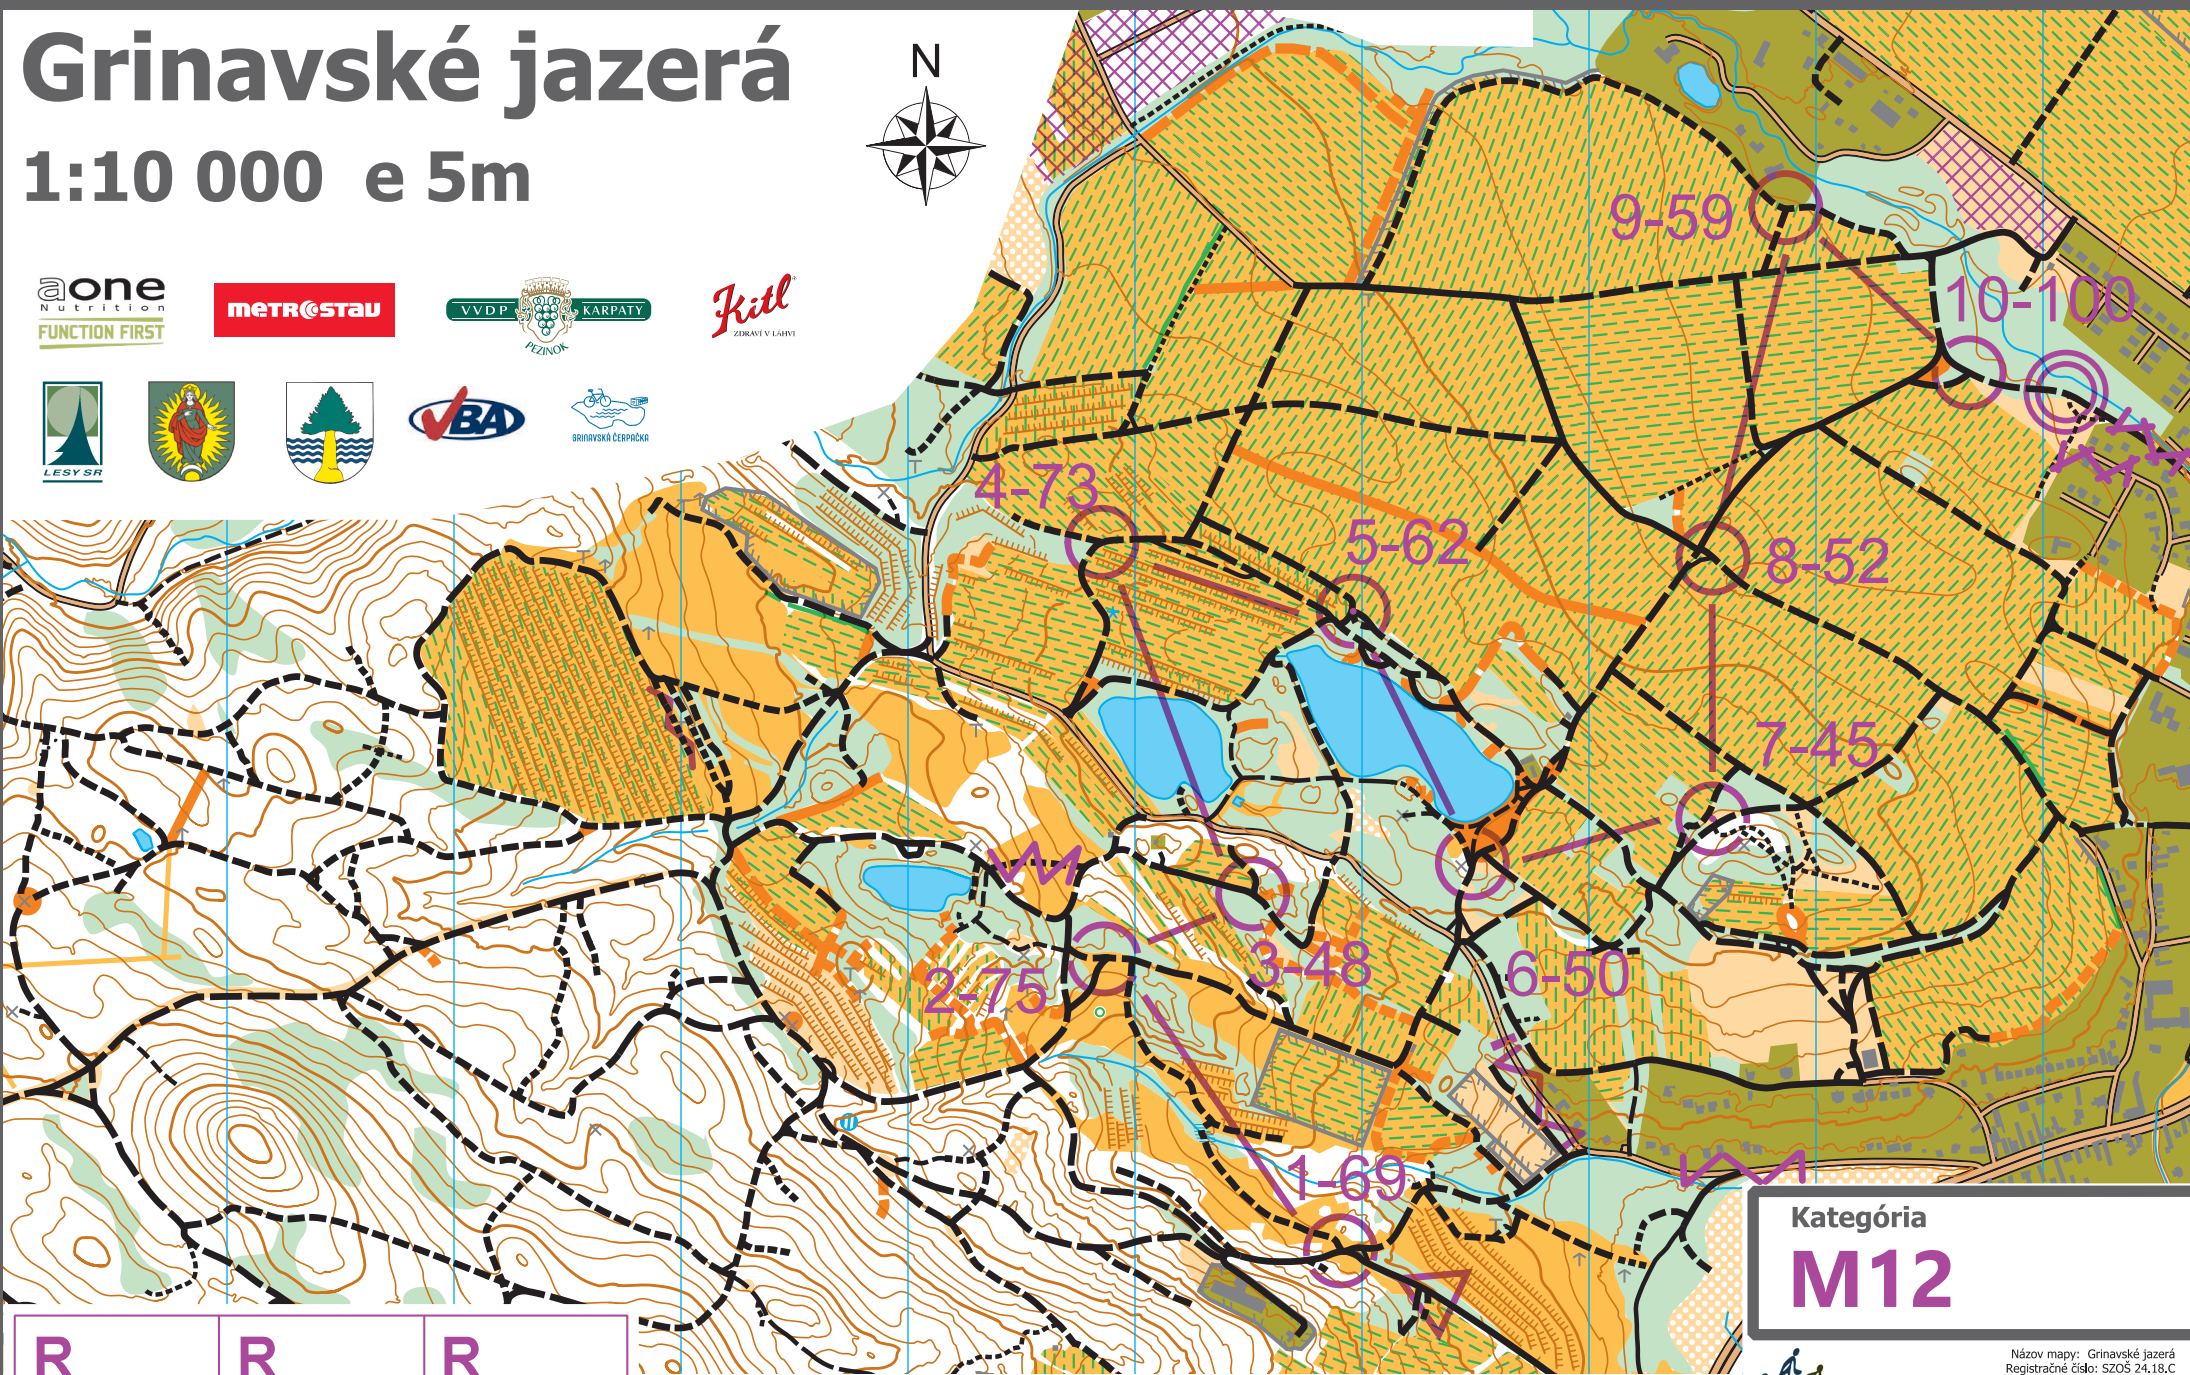 Grinavské jazerá
1:10 000 e 5m
N
aone
Nutrition
FUNCTION FIRST
METROSTAV
VVDP KARPATY
PEZINOK
Kitl
ZDRAVÍ V LÁHVI
LESY SR
VBA
GRINAVSKÁ ČERPAČKA
9-59
10-100
4-73
5-62
8-52
7-45
2-75
3-48
6-50
1-69
Kategória
M12
R R R
Názov mapy: Grinavské jazerá
Registračné číslo: SZOŠ 24.18.C